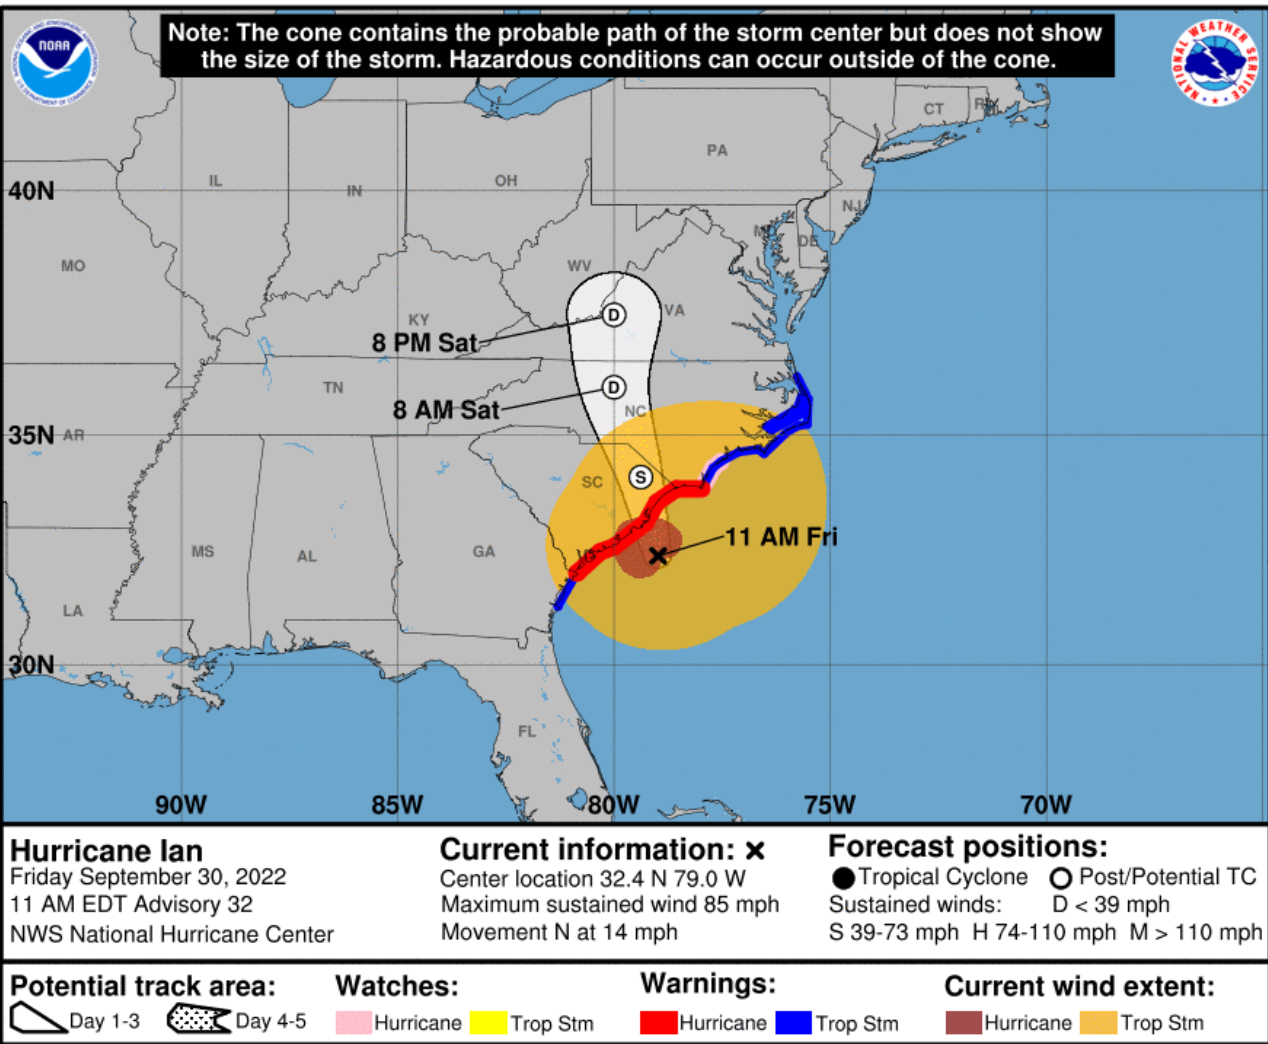 Note: The cone contains the probable path of the storm center but does not show
the size of the storm. Hazardous conditions can occur outside of the cone.
NOAA
NATIONAL WEATHER SERVICE
CT
PA
40N
IL
IN
OH
NJ
DE
MO
WV
VA
KY
D
8 PM Sat
TN
D
8 AM Sat
NC
35N
AR
SC
S
11 AM Fri
MS
AL
GA
LA
30N
FL
90W
85W
80W
75W
70W
Hurricane Ian
Friday September 30, 2022
11 AM EDT Advisory 32
NWS National Hurricane Center
Current information: x
Center location 32.4 N 79.0 W
Maximum sustained wind 85 mph
Movement N at 14 mph
Forecast positions:
Tropical Cyclone Post/Potential TC
Sustained winds: D < 39 mph
S 39-73 mph H 74-110 mph M > 110 mph
Potential track area:
Day 1-3 Day 4-5
Watches:
Hurricane Trop Stm
Warnings:
Hurricane Trop Stm
Current wind extent:
Hurricane Trop Stm